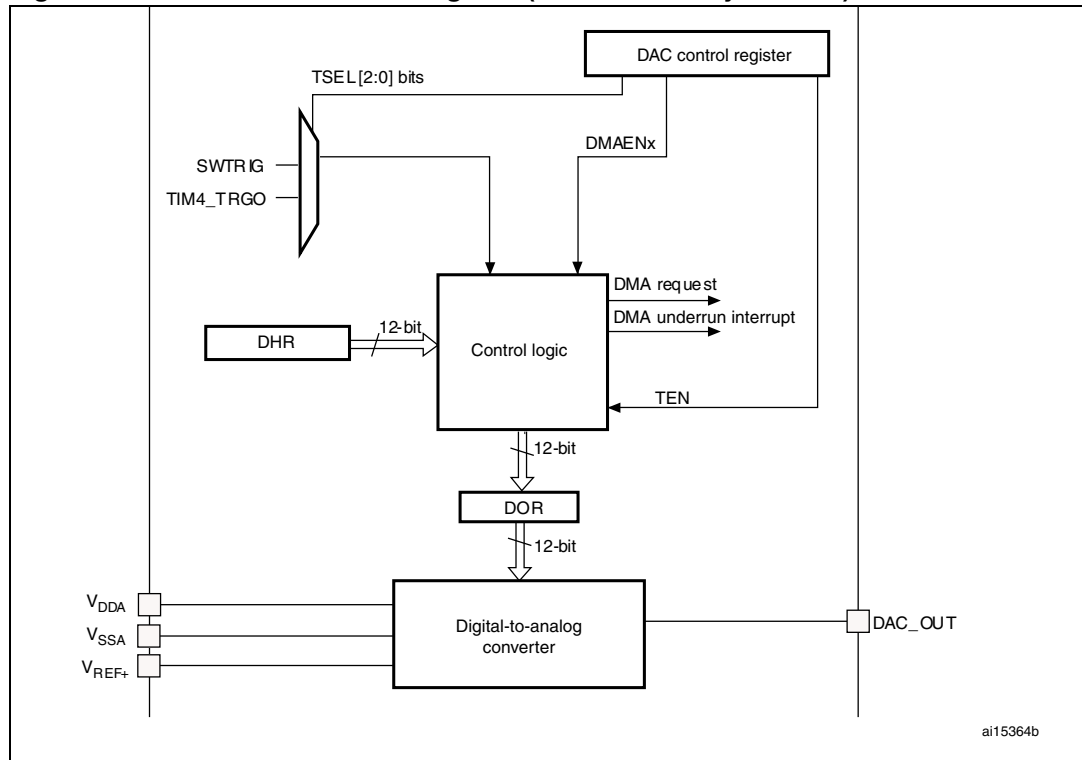 DAC control register
TSEL[2:0] bits
DMAENx
SWTRIG
TIM4_TRGO
DMA request
DMA underrun interrupt
12-bit
DHR
Control logic
TEN
12-bit
DOR
12-bit
VDDA
VSSA
VREF+
Digital-to-analog
converter
DAC_OUT
ai15364b